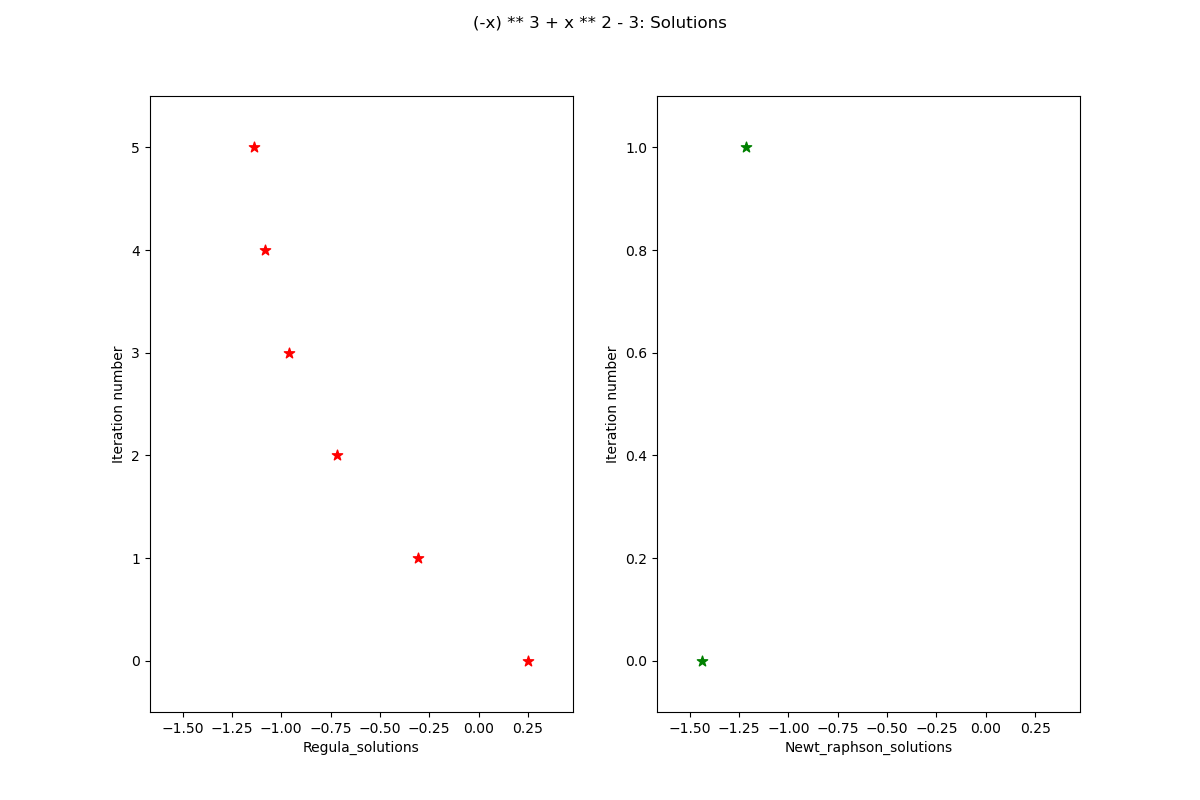 (-x) ** 3 + x ** 2 - 3: Solutions
5
4
3
2
1
0
Iteration number
−1.50 −1.25 −1.00 −0.75 −0.50 −0.25 0.00 0.25
Regula_solutions
1.0
0.8
0.6
0.4
0.2
0.0
Iteration number
−1.50 −1.25 −1.00 −0.75 −0.50 −0.25 0.00 0.25
Newt_raphson_solutions